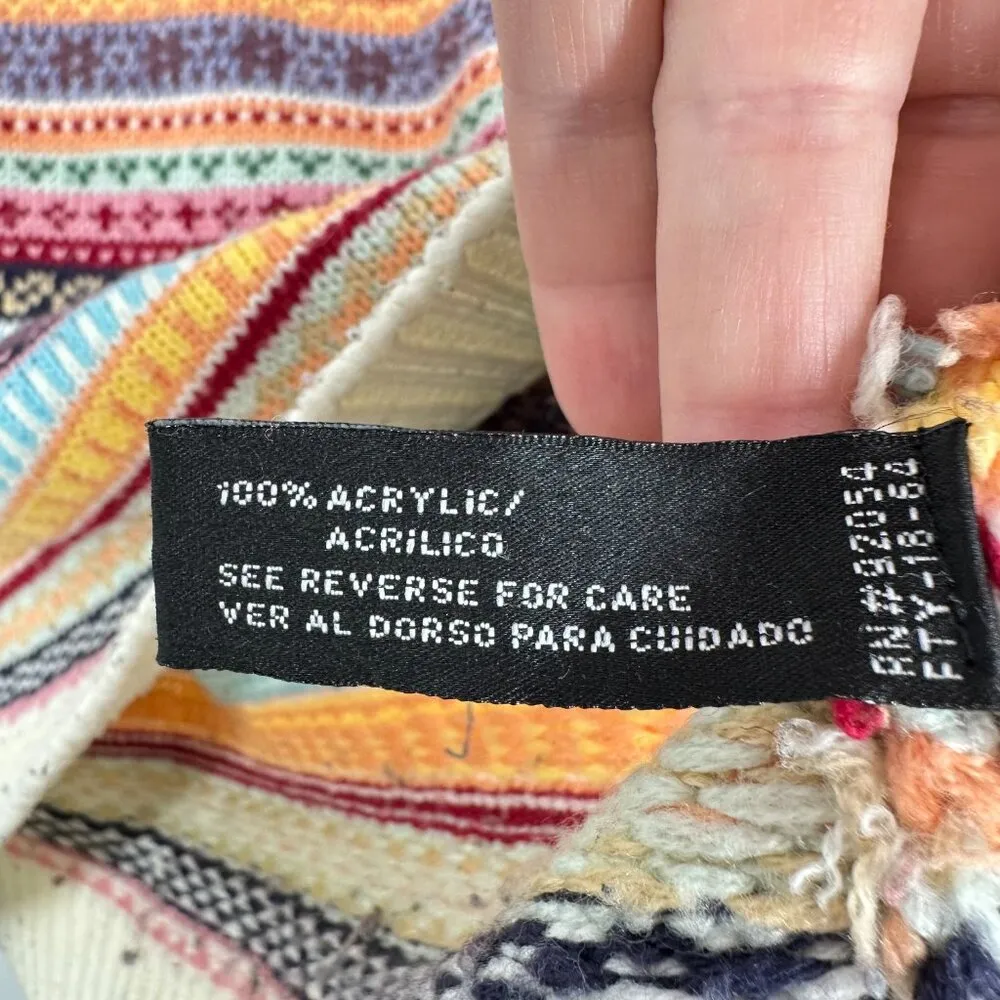 100% ACRYLIC/
ACRILICO
SEE REVERSE FOR CARE
VER AL DORSO PARA CUIDADO
RN#92054
FTY-18-64